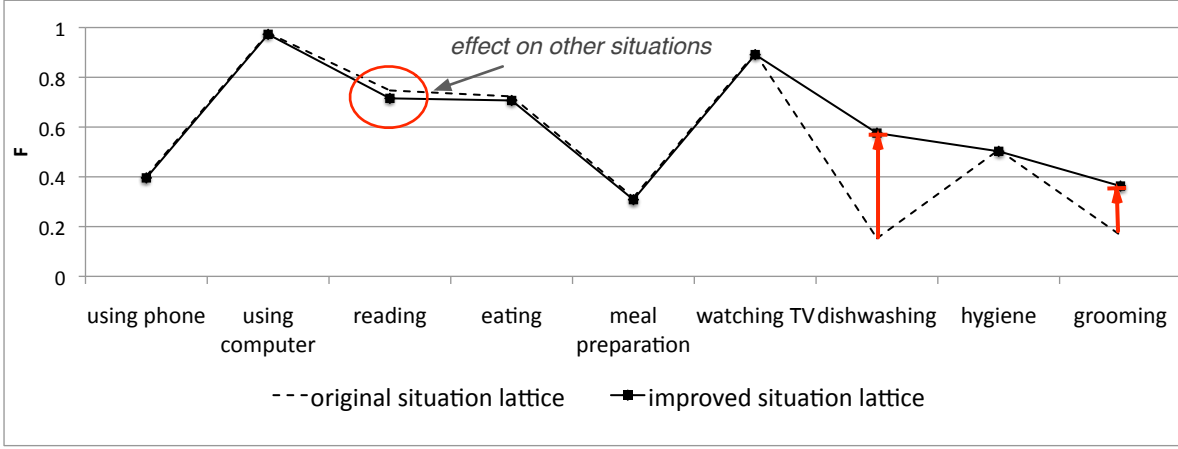 1
effect on other situations
0.8
0.6
F
0.4
0.2
0
using phone using computer reading eating meal preparation watching TV dishwashing hygiene grooming
original situation lattice improved situation lattice